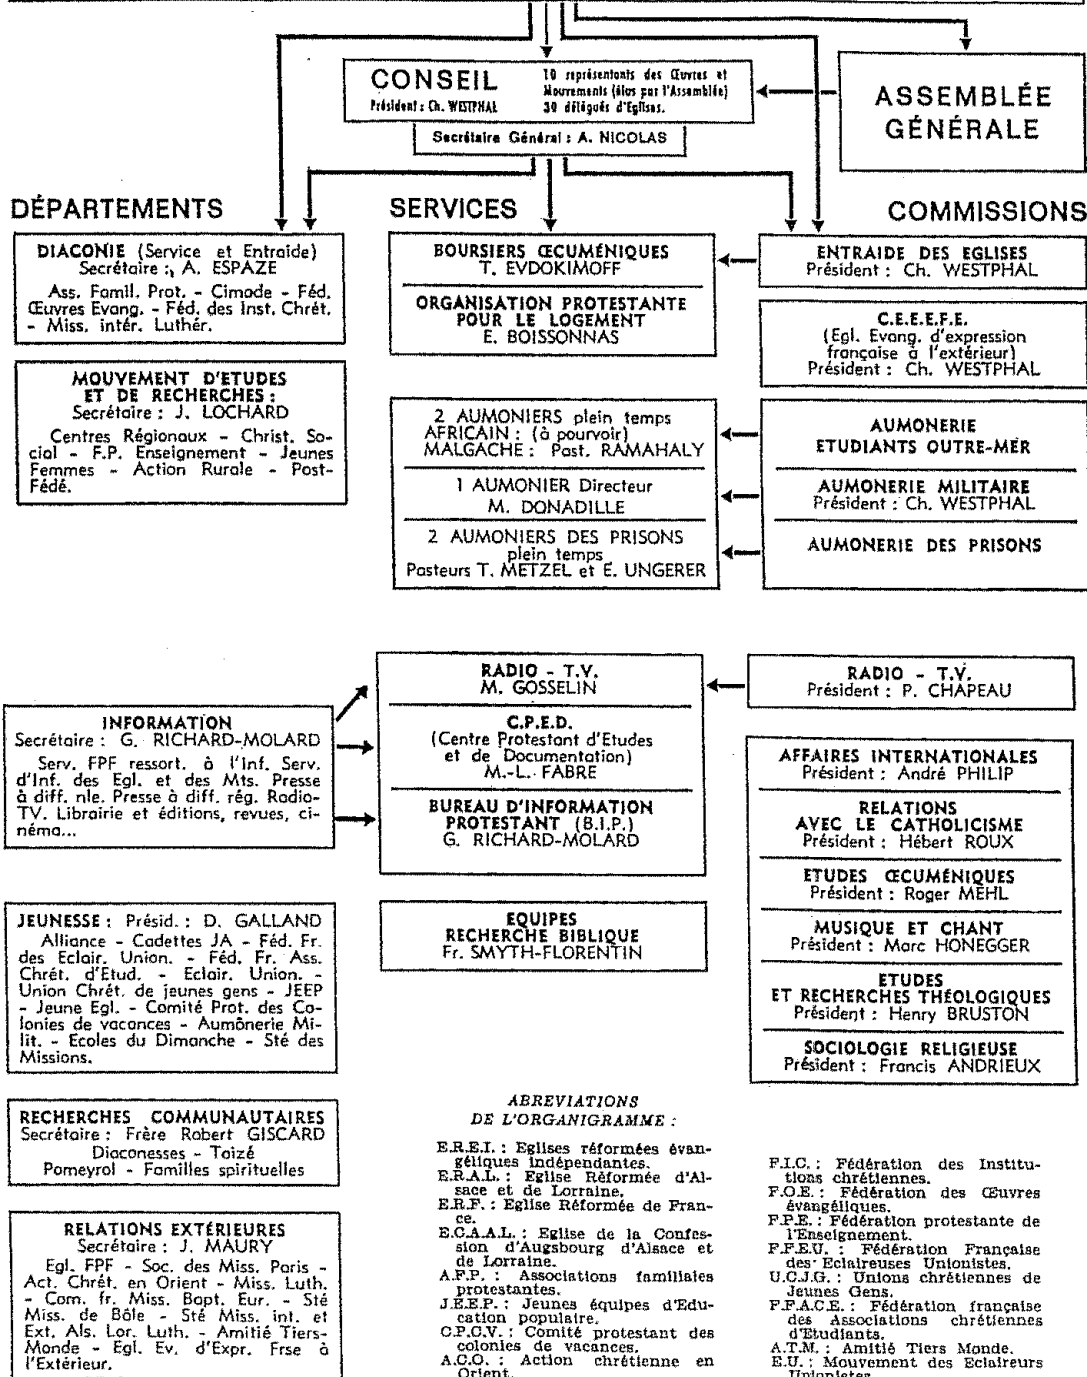 CONSEIL
Président : Ch. WESTPHAL
10 représentants des Œuvres et
Mouvements (élus par l'Assemblée)
30 délégués d'Eglises.
Secrétaire Général : A. NICOLAS
ASSEMBLÉE
GÉNÉRALE
DÉPARTEMENTS
DIACONIE (Service et Entraide)
Secrétaire : A. ESPAZE
Ass. Famil. Prot. - Cimade - Féd.
Œuvres Evang. - Féd. des Inst. Chrét.
- Miss. intér. Luthér.
MOUVEMENT D'ETUDES
ET DE RECHERCHES :
Secrétaire : J. LOCHARD
Centres Régionaux - Christ. So-
cial - F.P. Enseignement - Jeunes
Femmes - Action Rurale - Post-
Fédé.
SERVICES
BOURSIERS ŒCUMÉNIQUES
T. EVDOKIMOFF
ORGANISATION PROTESTANTE
POUR LE LOGEMENT
E. BOISSONNAS
2 AUMONIERS plein temps
AFRICAIN : (à pourvoir)
MALGACHE : Past. RAMAHALY
1 AUMONIER Directeur
M. DONADILLE
2 AUMONIERS DES PRISONS
plein temps
Pasteurs T. METZEL et E. UNGERER
COMMISSIONS
ENTRAIDE DES EGLISES
Président : Ch. WESTPHAL
C.E.E.E.F.E.
(Egl. Evang. d'expression
française à l'extérieur)
Président : Ch. WESTPHAL
AUMONERIE
ETUDIANTS OUTRE-MER
AUMONERIE MILITAIRE
Président : Ch. WESTPHAL
AUMONERIE DES PRISONS
INFORMATION
Secrétaire : G. RICHARD-MOLARD
Serv. FPF ressort. à l'Inf. Serv.
d'Inf. des Egl. et des Mts. Presse
à diff. nle. Presse à diff. rég. Radio-
TV. Librairie et éditions, revues, ci-
néma...
RADIO - T.V.
M. GOSSELIN
C.P.E.D.
(Centre Protestant d'Etudes
et de Documentation)
M.-L. FABRE
BUREAU D'INFORMATION
PROTESTANT (B.I.P.)
G. RICHARD-MOLARD
RADIO - T.V.
Président : P. CHAPEAU
AFFAIRES INTERNATIONALES
Président : André PHILIP
RELATIONS
AVEC LE CATHOLICISME
Président : Hébert ROUX
ETUDES ŒCUMÉNIQUES
Président : Roger MEHL
MUSIQUE ET CHANT
Président : Marc HONEGGER
ETUDES
ET RECHERCHES THÉOLOGIQUES
Président : Henry BRUSTON
SOCIOLOGIE RELIGIEUSE
Président : Francis ANDRIEUX
JEUNESSE : Présid. : D. GALLAND
Alliance - Cadettes JA - Féd. Fr.
des Eclair. Union. - Féd. Fr. Ass.
Chrét. d'Etud. - Eclair. Union. -
Union Chrét. de jeunes gens - JEEP
- Jeune Egl. - Comité Prot. des Co-
lonies de vacances - Aumônerie Mi-
lit. - Ecoles du Dimanche - Sté des
Missions.
EQUIPES
RECHERCHE BIBLIQUE
Fr. SMYTH-FLORENTIN
RECHERCHES COMMUNAUTAIRES
Secrétaire : Frère Robert GISCARD
Diaconesses - Taizé
Pomeyrol - Familles spirituelles
RELATIONS EXTÉRIEURES
Secrétaire : J. MAURY
Egl. FPF - Soc. des Miss. Paris -
Act. Chrét. en Orient - Miss. Luth.
- Com. fr. Miss. Bapt. Eur. - Sté
Miss. de Bâle - Sté Miss. int. et
Ext. Als. Lor. Luth. - Amitié Tiers-
Monde - Egl. Ev. d'Expr. Frse à
l'Extérieur.
ABREVIATIONS
DE L'ORGANIGRAMME :
E.R.E.I. : Eglises réformées évan-
géliques indépendantes.
E.R.A.L. : Eglise Réformée d'Al-
sace et de Lorraine.
E.R.F. : Eglise Réformée de Fran-
ce.
E.C.A.A.L. : Eglise de la Confes-
sion d'Augsbourg d'Alsace et
de Lorraine.
A.F.P. : Associations familiales
protestantes.
J.E.E.P. : Jeunes équipes d'Edu-
cation populaire.
C.P.C.V. : Comité protestant des
colonies de vacances.
A.C.O. : Action chrétienne en
Orient.
F.I.C. : Fédération des Institu-
tions chrétiennes.
F.O.E. : Fédération des Œuvres
évangéliques.
F.P.E. : Fédération protestante de
l'Enseignement.
F.F.E.U. : Fédération Française
des Eclaireuses Unionistes.
U.C.J.G. : Unions chrétiennes de
Jeunes Gens.
F.F.A.C.E. : Fédération française
des Associations chrétiennes
d'Etudiants.
A.T.M. : Amitié Tiers Monde.
E.U. : Mouvement des Eclaireurs
Unionistes.